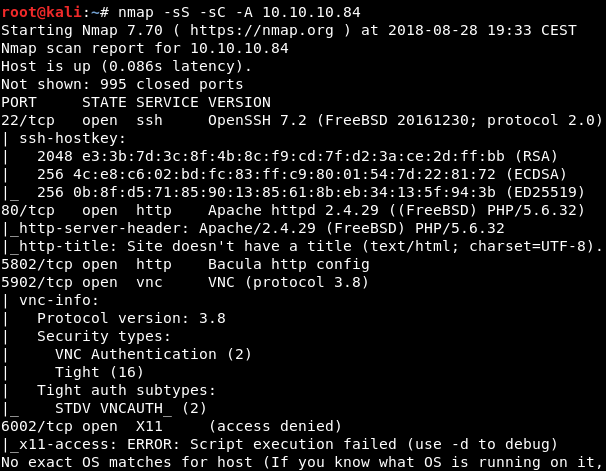 root@kali:~# nmap -sS -sC -A 10.10.10.84
Starting Nmap 7.70 ( https://nmap.org ) at 2018-08-28 19:33 CEST
Nmap scan report for 10.10.10.84
Host is up (0.086s latency).
Not shown: 995 closed ports
PORT     STATE SERVICE VERSION
22/tcp   open  ssh     OpenSSH 7.2 (FreeBSD 20161230; protocol 2.0)
| ssh-hostkey:
|   2048 e3:3b:7d:3c:8f:4b:8c:f9:cd:7f:d2:3a:ce:2d:ff:bb (RSA)
|   256 4c:e8:c6:02:bd:fc:83:ff:c9:80:01:54:7d:22:81:72 (ECDSA)
|_  256 0b:8f:d5:71:85:90:13:85:61:8b:eb:34:13:5f:94:3b (ED25519)
80/tcp   open  http    Apache httpd 2.4.29 ((FreeBSD) PHP/5.6.32)
|_http-server-header: Apache/2.4.29 (FreeBSD) PHP/5.6.32
|_http-title: Site doesn't have a title (text/html; charset=UTF-8).
5802/tcp open  http    Bacula http config
5902/tcp open  vnc     VNC (protocol 3.8)
| vnc-info:
|   Protocol version: 3.8
|   Security types:
|     VNC Authentication (2)
|     Tight (16)
|   Tight auth subtypes:
|_    STDV VNCAUTH_ (2)
6002/tcp open  X11     (access denied)
|_x11-access: ERROR: Script execution failed (use -d to debug)
No exact OS matches for host (If you know what OS is running on it,